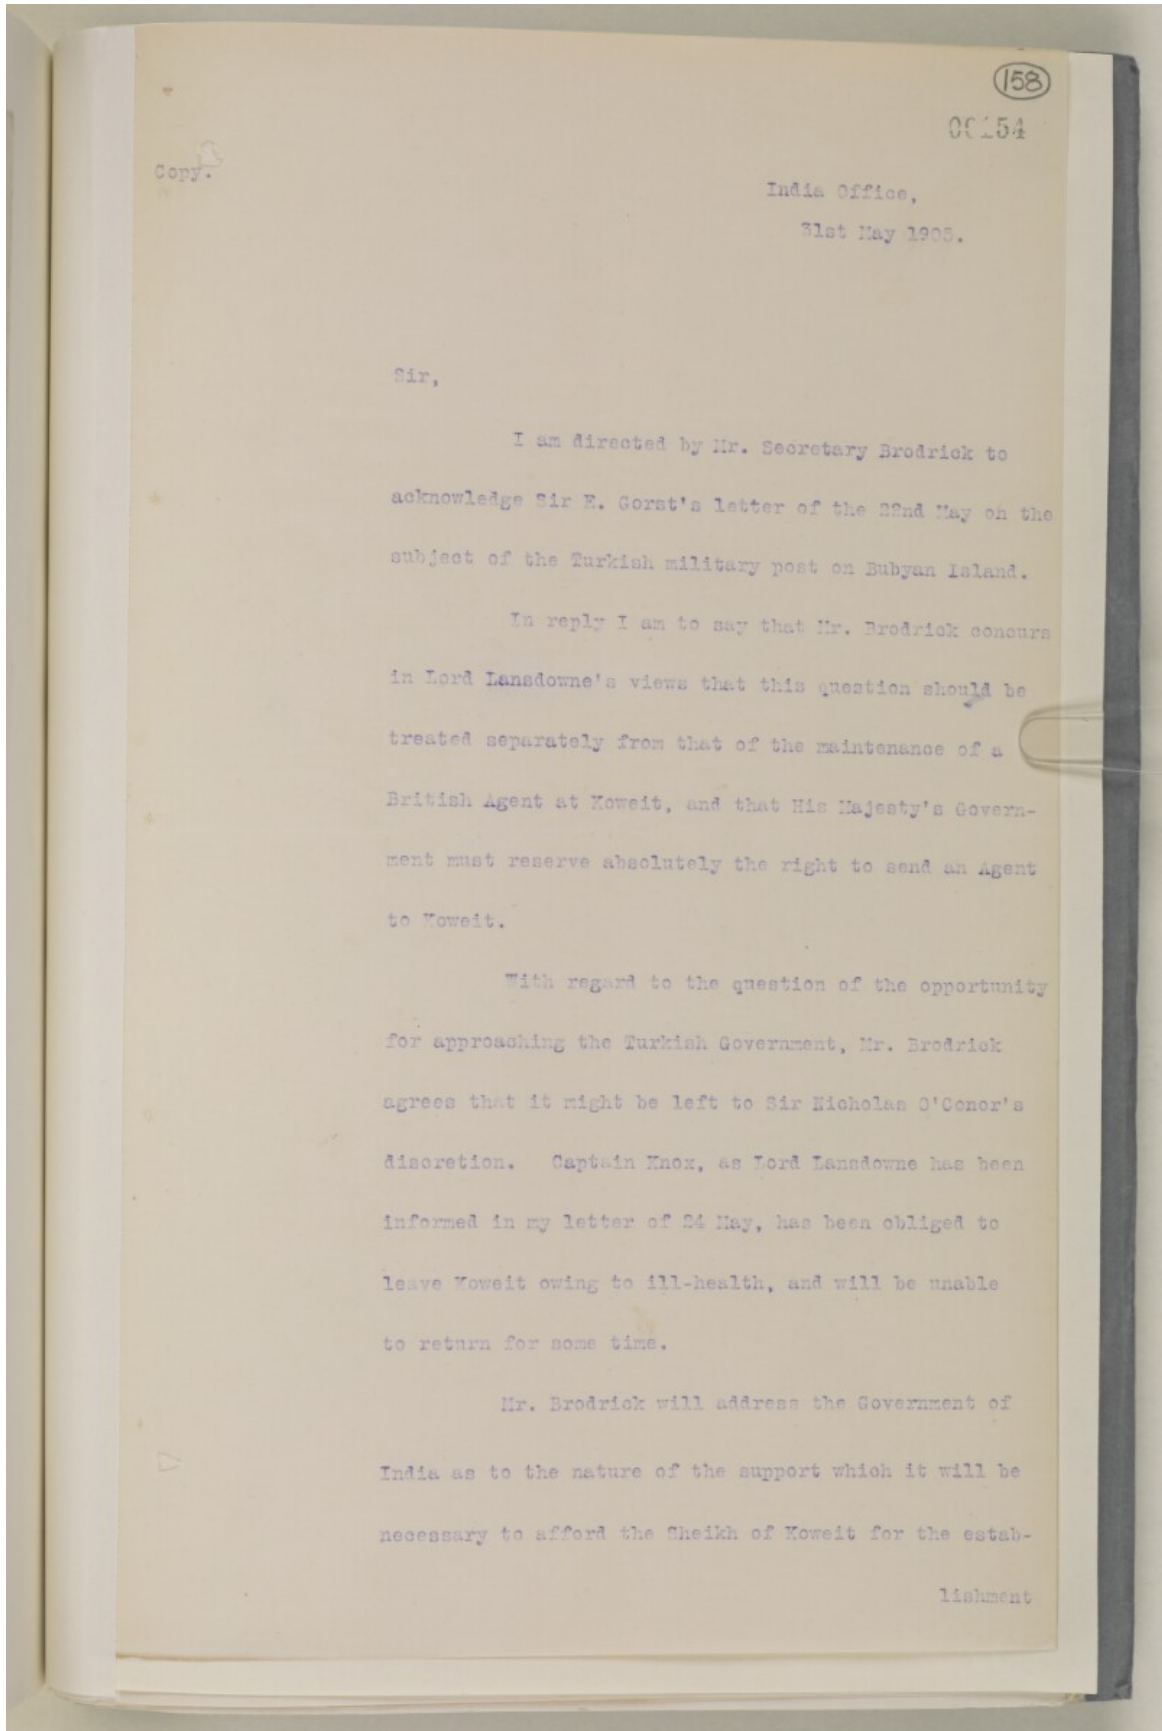 158
00154
Copy.
India Office,
31st May 1905.
Sir,
I am directed by Mr. Secretary Brodrick to
acknowledge Sir E. Gorst's letter of the 22nd May on the
subject of the Turkish military post on Bubyan Island.
In reply I am to say that Mr. Brodrick concurs
in Lord Lansdowne's views that this question should be
treated separately from that of the maintenance of a
British Agent at Koweit, and that His Majesty's Govern-
ment must reserve absolutely the right to send an Agent
to Koweit.
With regard to the question of the opportunity
for approaching the Turkish Government, Mr. Brodrick
agrees that it might be left to Sir Nicholas O'Conor's
discretion. Captain Knox, as Lord Lansdowne has been
informed in my letter of 24 May, has been obliged to
leave Koweit owing to ill-health, and will be unable
to return for some time.
Mr. Brodrick will address the Government of
India as to the nature of the support which it will be
necessary to afford the Sheikh of Koweit for the estab-
lishment